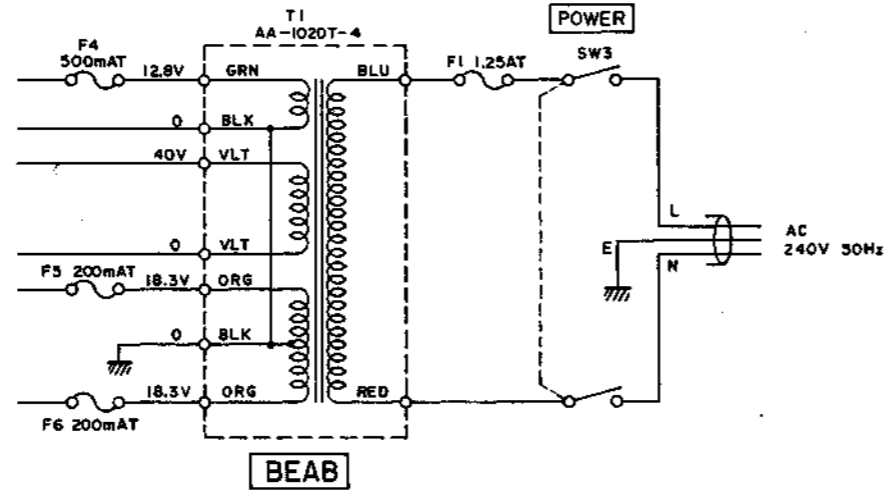 T1
AA-1020T-4
POWER
SW3
F4
500mAT
12.8V
GRN
BLU
F1 1.25AT
0
BLK
40V
VLT
0
VLT
F5 200mAT
18.3V
ORG
0
BLK
18.3V
ORG
RED
F6 200mAT
L
E
N
AC
240V 50Hz
BEAB